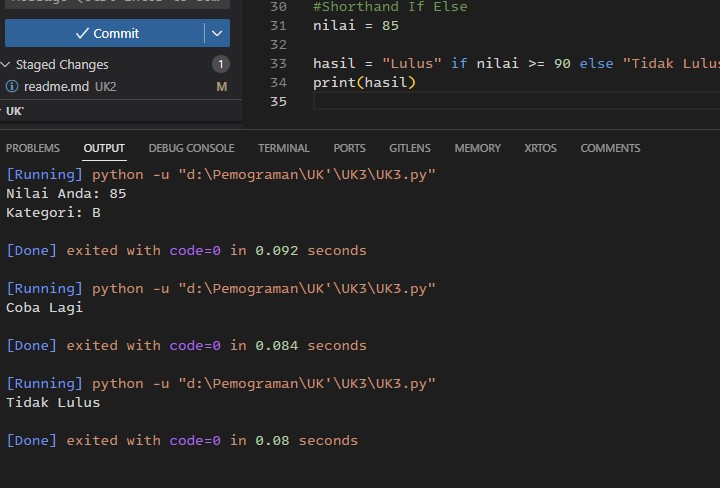 Commit
Staged Changes 1
readme.md UK2 M
UK'
30 #Shorthand If Else
31 nilai = 85
32
33 hasil = "Lulus" if nilai >= 90 else "Tidak Lulus
34 print(hasil)
35
PROBLEMS OUTPUT DEBUG CONSOLE TERMINAL PORTS GITLENS MEMORY XRTOS COMMENTS
[Running] python -u "d:\Pemograman\UK'\UK3\UK3.py"
Nilai Anda: 85
Kategori: B
[Done] exited with code=0 in 0.092 seconds
[Running] python -u "d:\Pemograman\UK'\UK3\UK3.py"
Coba Lagi
[Done] exited with code=0 in 0.084 seconds
[Running] python -u "d:\Pemograman\UK'\UK3\UK3.py"
Tidak Lulus
[Done] exited with code=0 in 0.08 seconds